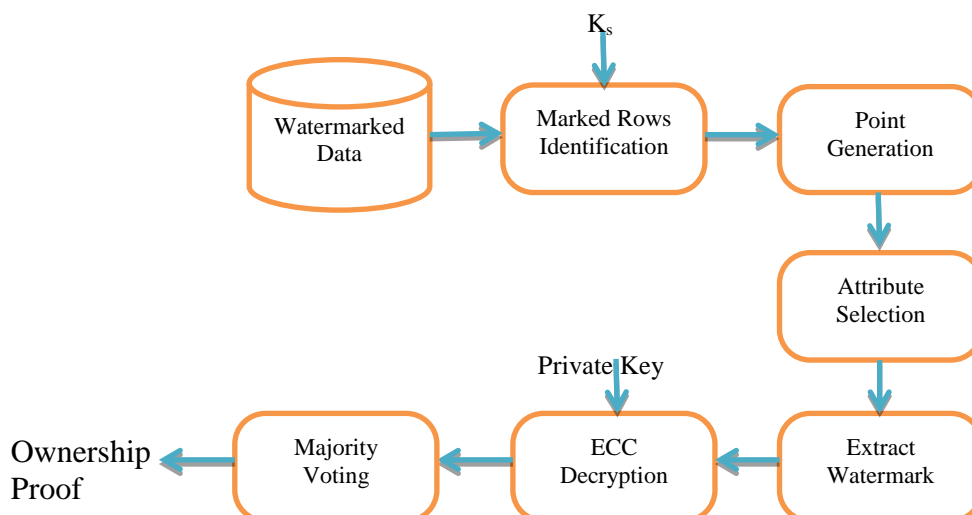 Kₛ
Watermarked
Data
Marked Rows
Identification
Point
Generation
Attribute
Selection
Private Key
Extract
Watermark
ECC
Decryption
Majority
Voting
Ownership
Proof